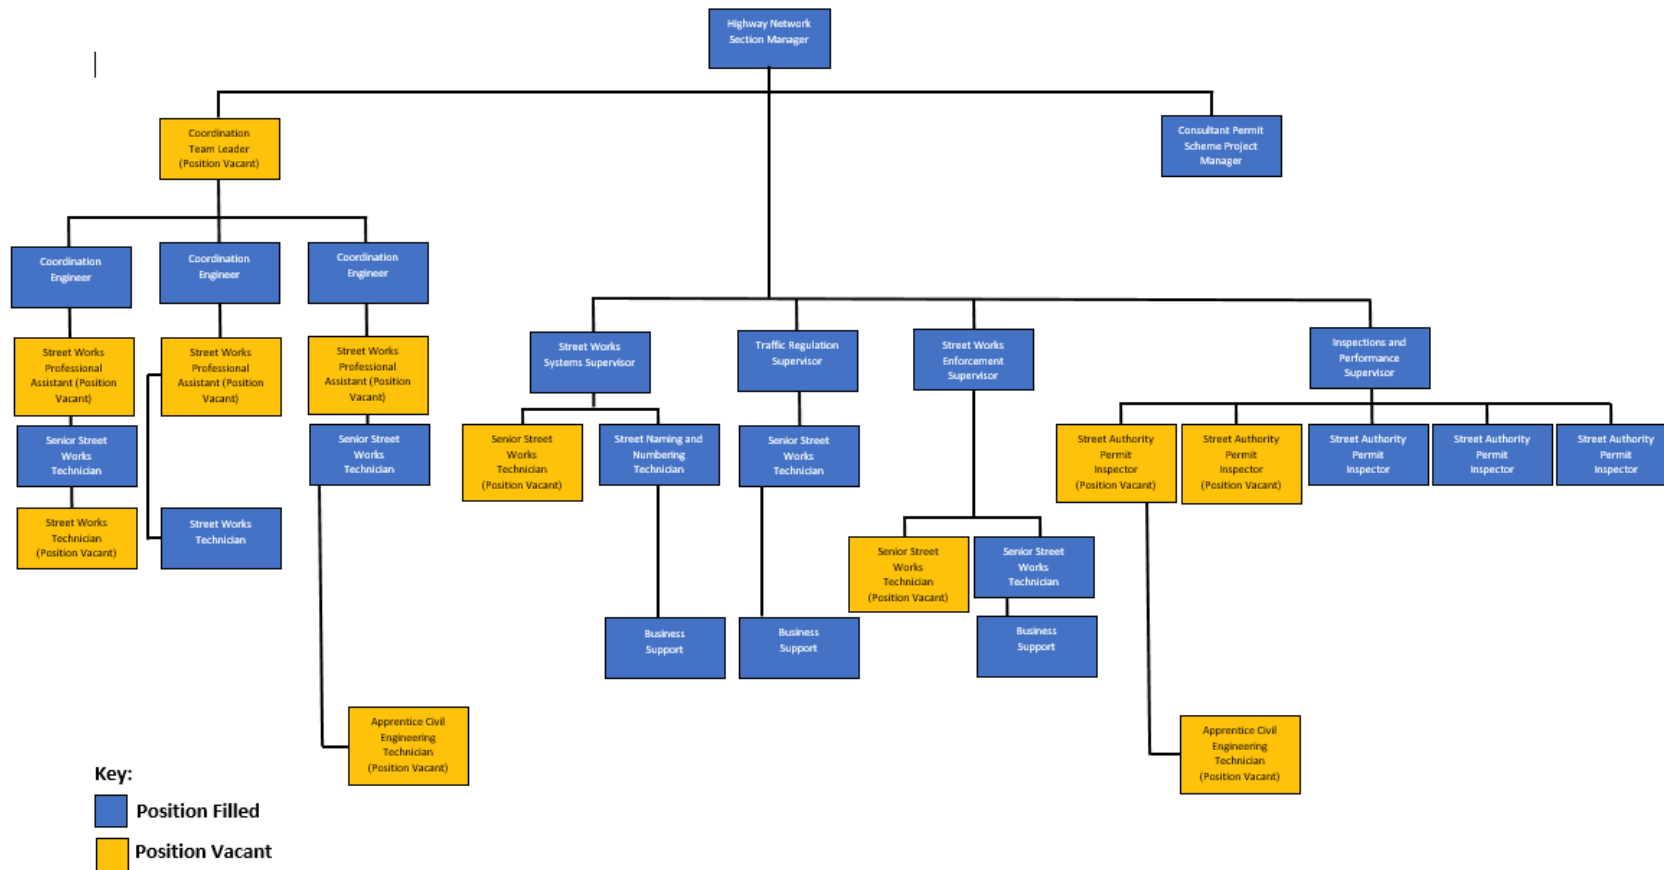 Highway Network
Section Manager
Coordination
Team Leader
(Position Vacant)
Consultant Permit
Scheme Project
Manager
Coordination
Engineer
Coordination
Engineer
Coordination
Engineer
Street Works
Professional
Assistant (Position
Vacant)
Street Works
Professional
Assistant (Position
Vacant)
Street Works
Professional
Assistant (Position
Vacant)
Street Works
Systems Supervisor
Traffic Regulation
Supervisor
Street Works
Enforcement
Supervisor
Inspections and
Performance
Supervisor
Senior Street
Works
Technician
Senior Street
Works
Technician
Senior Street
Works
Technician
(Position Vacant)
Street Naming and
Numbering
Technician
Senior Street
Works
Technician
Street Authority
Permit
Inspector
(Position Vacant)
Street Authority
Permit
Inspector
(Position Vacant)
Street Authority
Permit
Inspector
Street Authority
Permit
Inspector
Street Authority
Permit
Inspector
Street Works
Technician
(Position Vacant)
Street Works
Technician
Senior Street
Works
Technician
(Position Vacant)
Senior Street
Works
Technician
Business
Support
Business
Support
Business
Support
Apprentice Civil
Engineering
Technician
(Position Vacant)
Apprentice Civil
Engineering
Technician
(Position Vacant)
Key:
Position Filled
Position Vacant